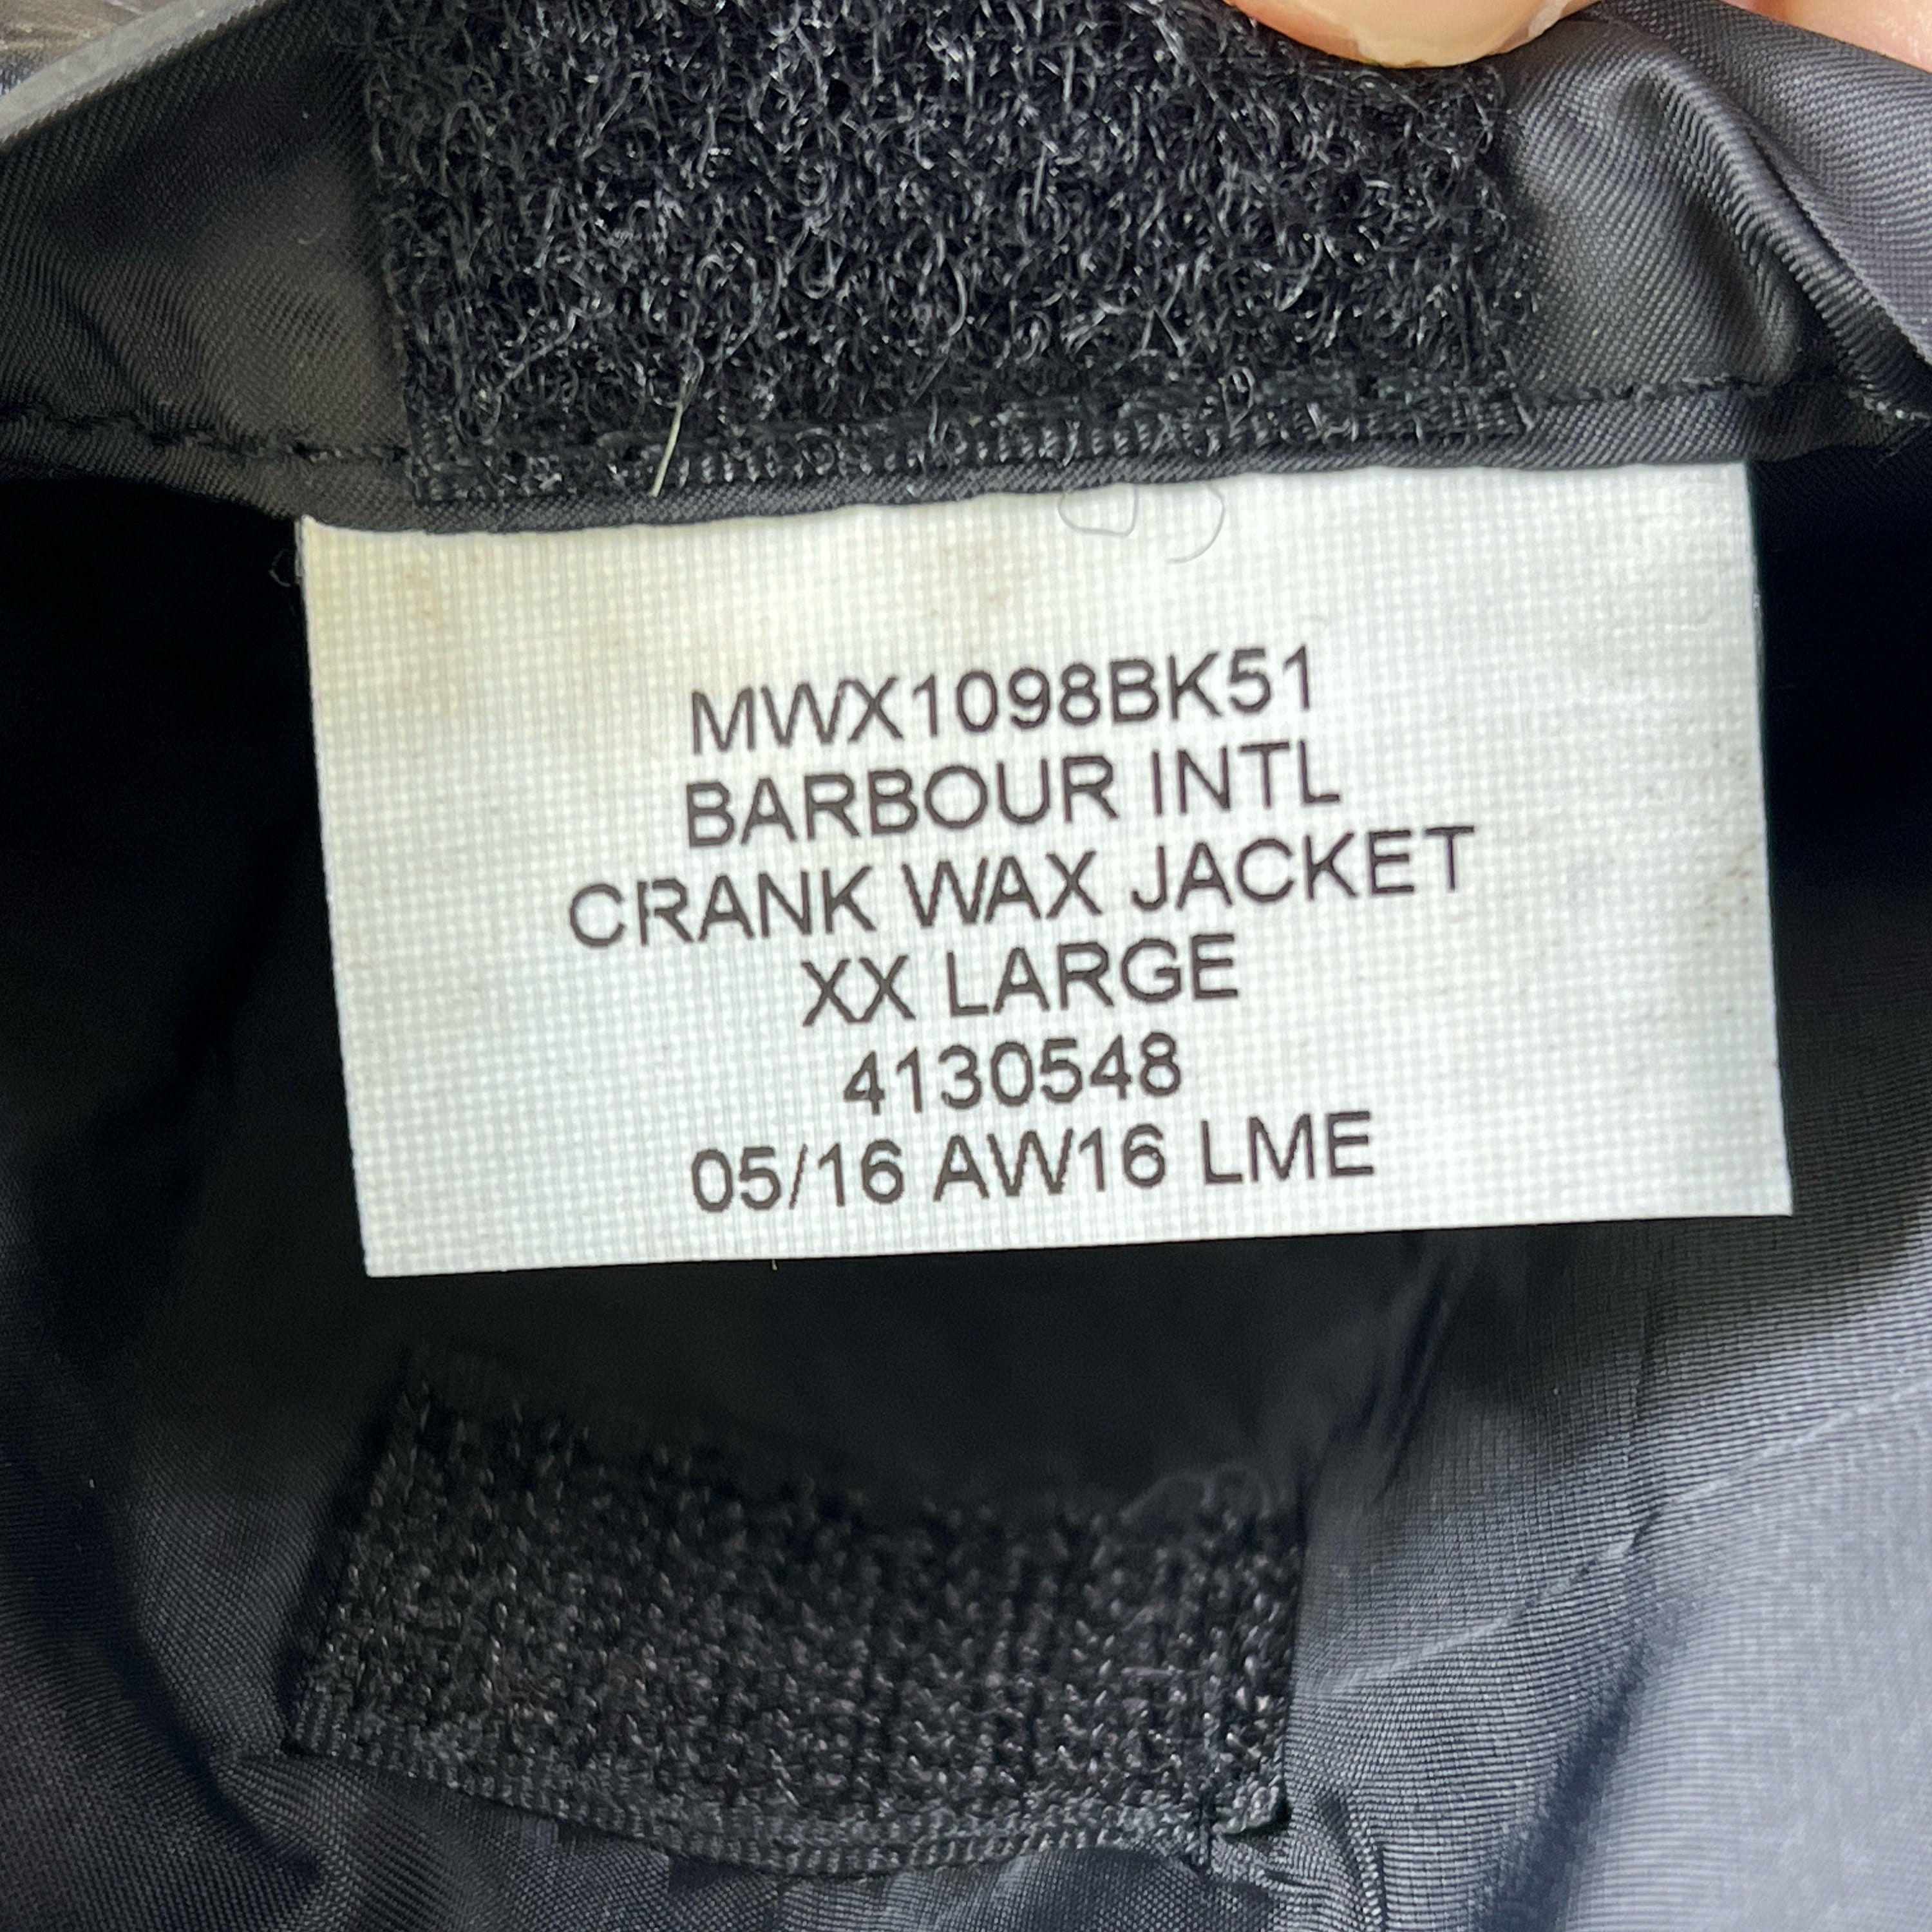 MWX1098BK51
BARBOUR INTL
CRANK WAX JACKET
XX LARGE
4130548
05/16 AW16 LME